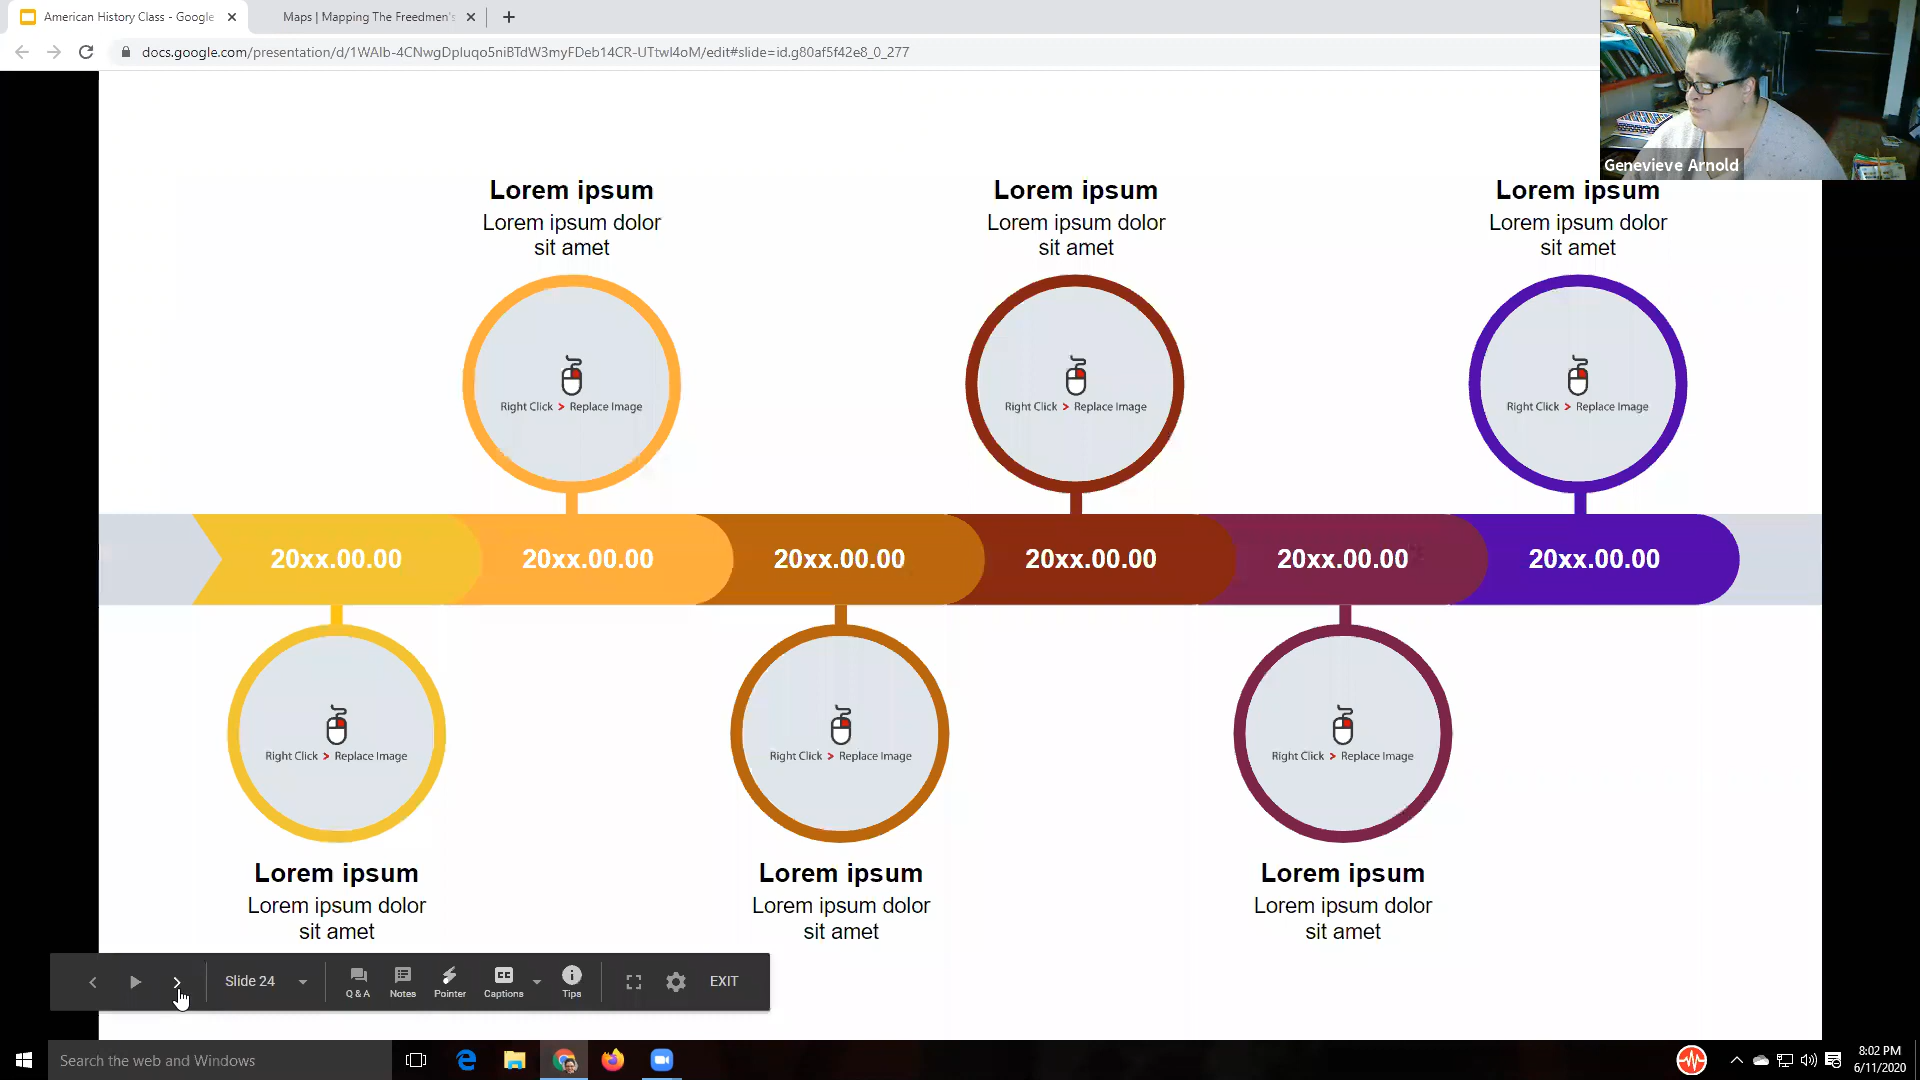 American History Class - Google
Maps | Mapping The Freedmen's
docs.google.com/presentation/d/1WAlb-4CNwgDpluqo5niBTdW3myFDeb14CR-UTtwl4oM/edit#slide=id.g80af5f42e8_0_277
Genevieve Arnold
Lorem ipsum
Lorem ipsum dolor
sit amet
Lorem ipsum
Lorem ipsum dolor
sit amet
Lorem ipsum
Lorem ipsum dolor
sit amet
Right Click > Replace Image
Right Click > Replace Image
Right Click > Replace Image
20xx.00.00
20xx.00.00
20xx.00.00
20xx.00.00
20xx.00.00
20xx.00.00
Right Click > Replace Image
Right Click > Replace Image
Right Click > Replace Image
Lorem ipsum
Lorem ipsum dolor
sit amet
Lorem ipsum
Lorem ipsum dolor
sit amet
Lorem ipsum
Lorem ipsum dolor
sit amet
Slide 24
Q & A
Notes
Pointer
CC
Captions
Tips
EXIT
Search the web and Windows
8:02 PM
6/11/2020